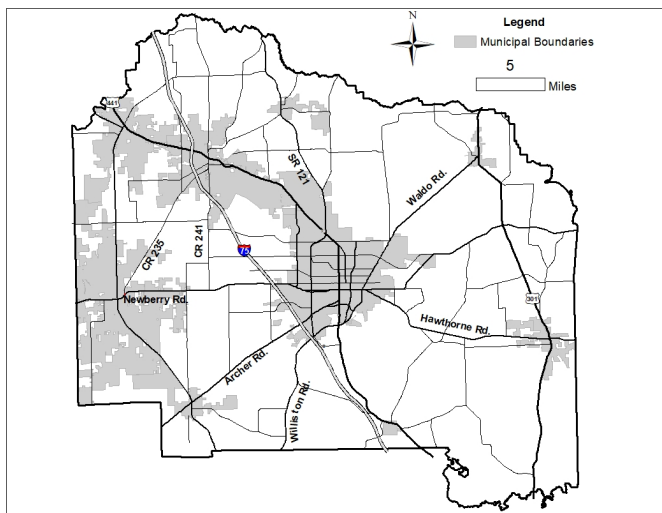 N
Legend
Municipal Boundaries
5
Miles
441
SR 121
Waldo Rd.
CR 235
CR 241
75
Newberry Rd.
301
Hawthorne Rd.
Archer Rd.
Williston Rd.